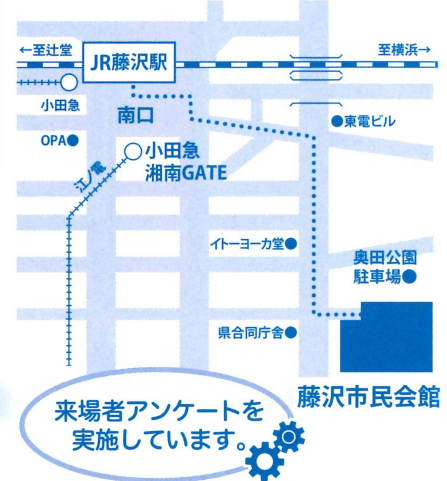 ←至辻堂
至横浜→
JR藤沢駅
小田急
南口
●東電ビル
OPA●
小田急
湘南GATE
江ノ電
イトーヨーカ堂●
奥田公園
駐車場●
県合同庁舎●
藤沢市民会館
来場者アンケートを
実施しています。